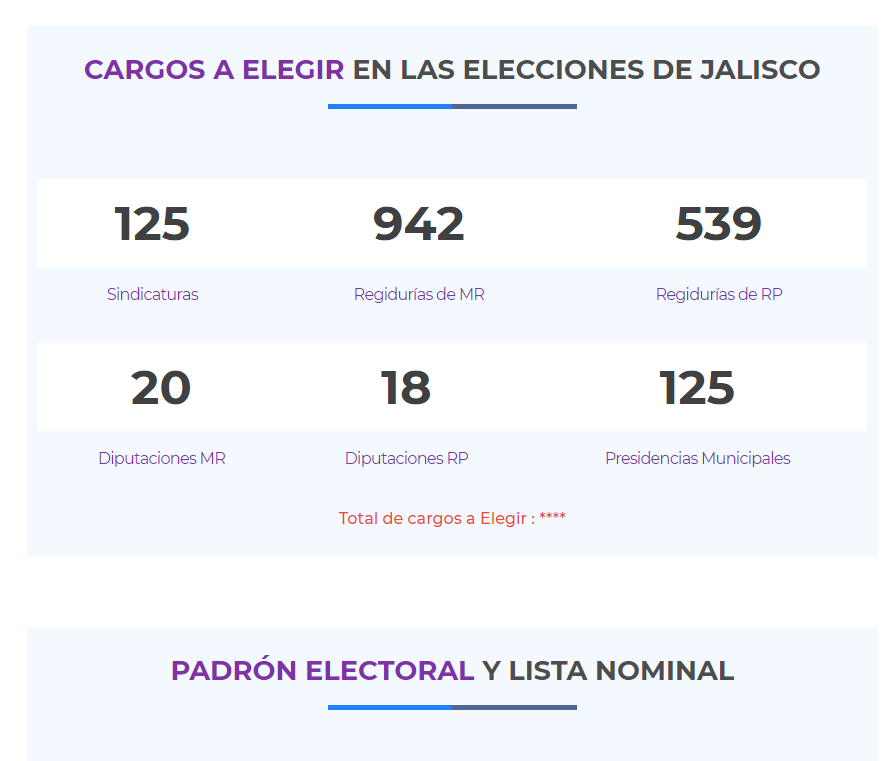 CARGOS A ELEGIR EN LAS ELECCIONES DE JALISCO
125 942 539
Sindicaturas Regidurías de MR Regidurías de RP
20 18 125
Diputaciones MR Diputaciones RP Presidencias Municipales
Total de cargos a Elegir : ****
PADRÓN ELECTORAL Y LISTA NOMINAL